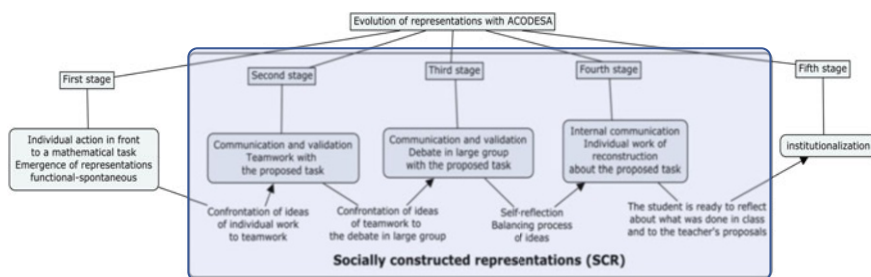 Evolution of representations with ACODESA
First stage
Second stage
Third stage
Fourth stage
Fifth stage
Individual action in front
to a mathematical task
Emergence of representations
functional-spontaneous
Communication and validation
Teamwork with
the proposed task
Communication and validation
Debate in large group
with the proposed task
Internal communication
Individual work of
reconstruction
about the proposed task
institutionalization
Confrontation of ideas
of individual work
to teamwork
Confrontation of ideas
of teamwork to
the debate in large group
Self-reflection
Balancing process
of ideas
The student is ready to reflect
about what was done in class
and to the teacher's proposals
Socially constructed representations (SCR)